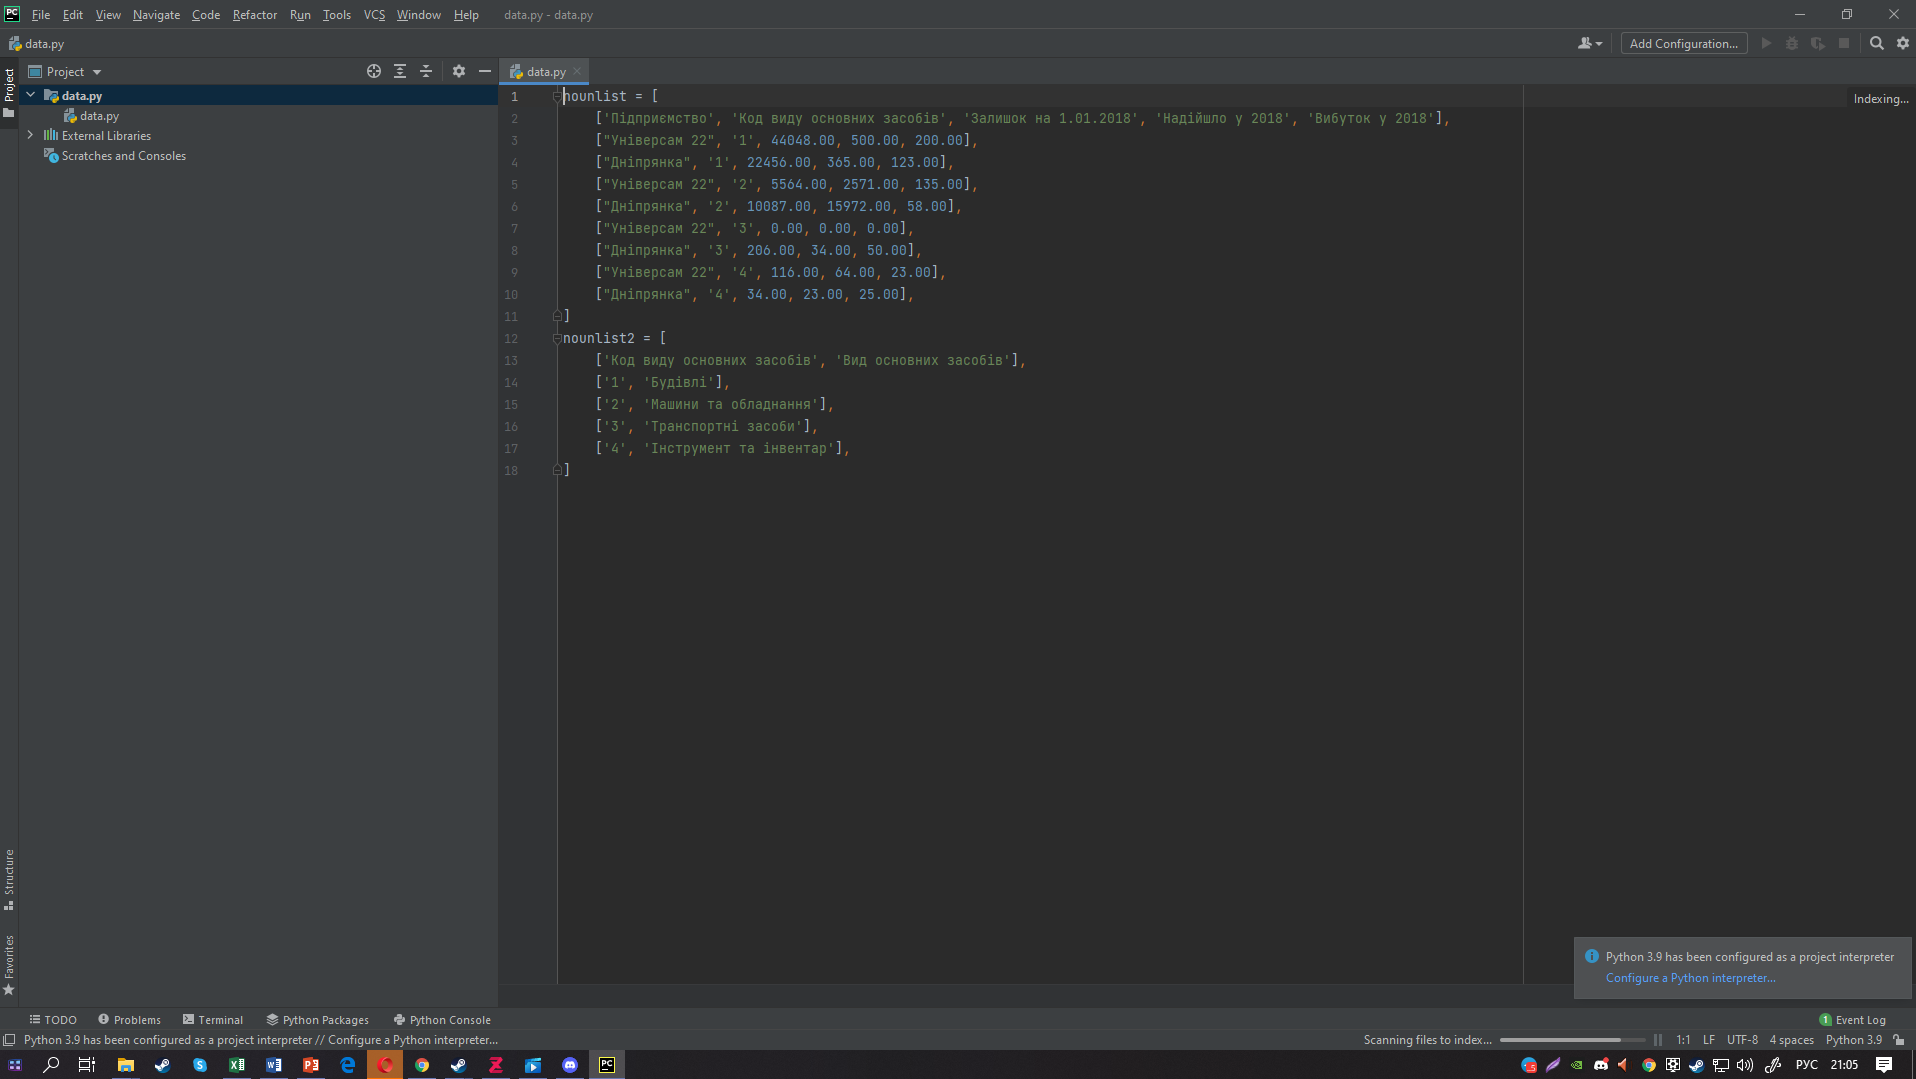 PC File Edit View Navigate Code Refactor Run Tools VCS Window Help data.py - data.py
data.py Add Configuration...
Project data.py
Project
data.py
data.py
External Libraries
Scratches and Consoles
Structure
Favorites
Indexing...
1 nounlist = [
2 ['Підприємство', 'Код виду основних засобів', 'Залишок на 1.01.2018', 'Надійшло у 2018', 'Вибуток у 2018'],
3 ["Універсам 22", '1', 44048.00, 500.00, 200.00],
4 ["Дніпрянка", '1', 22456.00, 365.00, 123.00],
5 ["Універсам 22", '2', 5564.00, 2571.00, 135.00],
6 ["Дніпрянка", '2', 10087.00, 15972.00, 58.00],
7 ["Універсам 22", '3', 0.00, 0.00, 0.00],
8 ["Дніпрянка", '3', 206.00, 34.00, 50.00],
9 ["Універсам 22", '4', 116.00, 64.00, 23.00],
10 ["Дніпрянка", '4', 34.00, 23.00, 25.00],
11 ]
12 nounlist2 = [
13 ['Код виду основних засобів', 'Вид основних засобів'],
14 ['1', 'Будівлі'],
15 ['2', 'Машини та обладнання'],
16 ['3', 'Транспортні засоби'],
17 ['4', 'Інструмент та інвентар'],
18 ]
Python 3.9 has been configured as a project interpreter
Configure a Python interpreter...
TODO Problems Terminal Python Packages Python Console 1 Event Log
Python 3.9 has been configured as a project interpreter // Configure a Python interpreter... Scanning files to index... 1:1 LF UTF-8 4 spaces Python 3.9
РУС 21:05